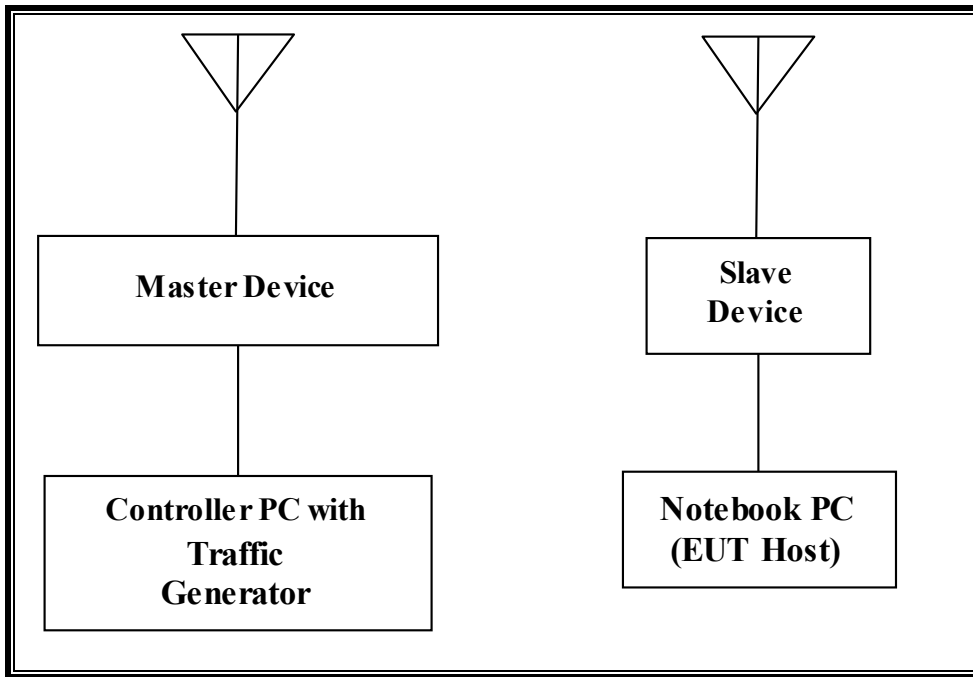 Master Device
Slave
Device
Controller PC with
Traffic
Generator
Notebook PC
(EUT Host)